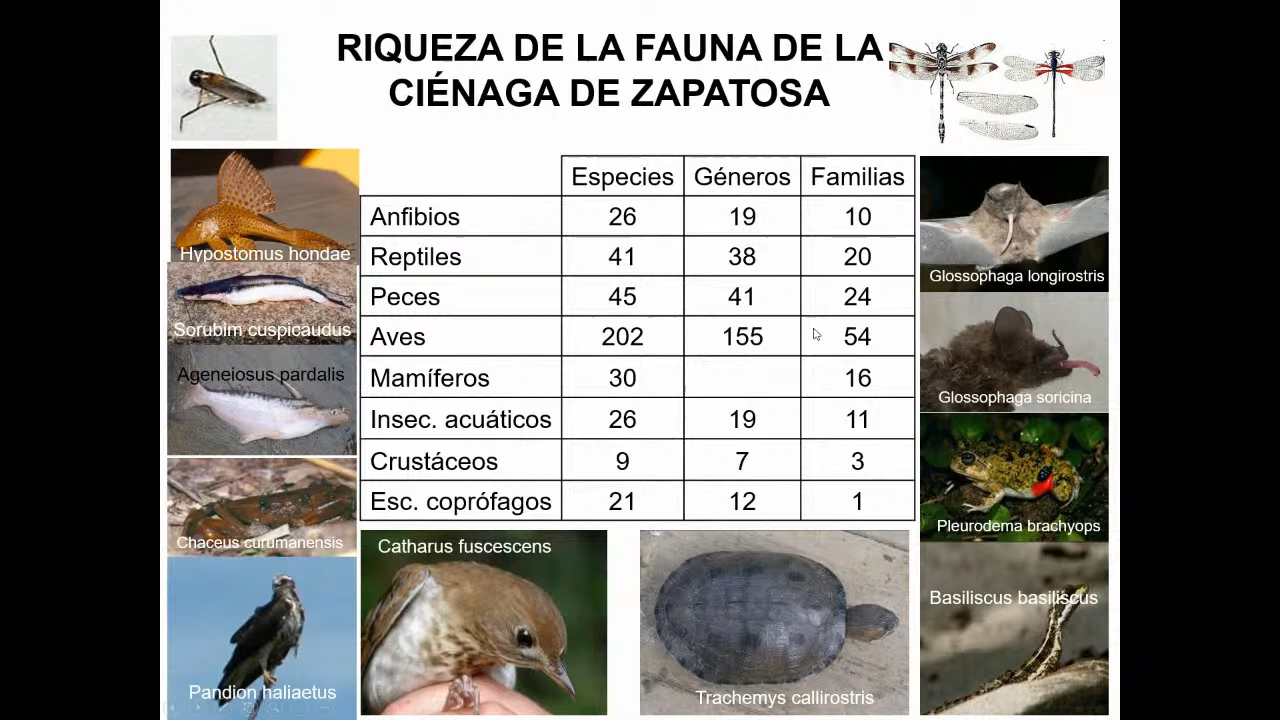 RIQUEZA DE LA FAUNA DE LA
CIÉNAGA DE ZAPATOSA
Especies Géneros Familias
Anfibios 26 19 10
Reptiles 41 38 20
Peces 45 41 24
Aves 202 155 54
Mamíferos 30 16
Insec. acuáticos 26 19 11
Crustáceos 9 7 3
Esc. coprófagos 21 12 1
Hypostomus hondae
Sorubim cuspicaudus
Ageneiosus pardalis
Chaceus curumanensis
Pandion haliaetus
Catharus fuscescens
Trachemys callirostris
Glossophaga longirostris
Glossophaga soricina
Pleurodema brachyops
Basiliscus basiliscus